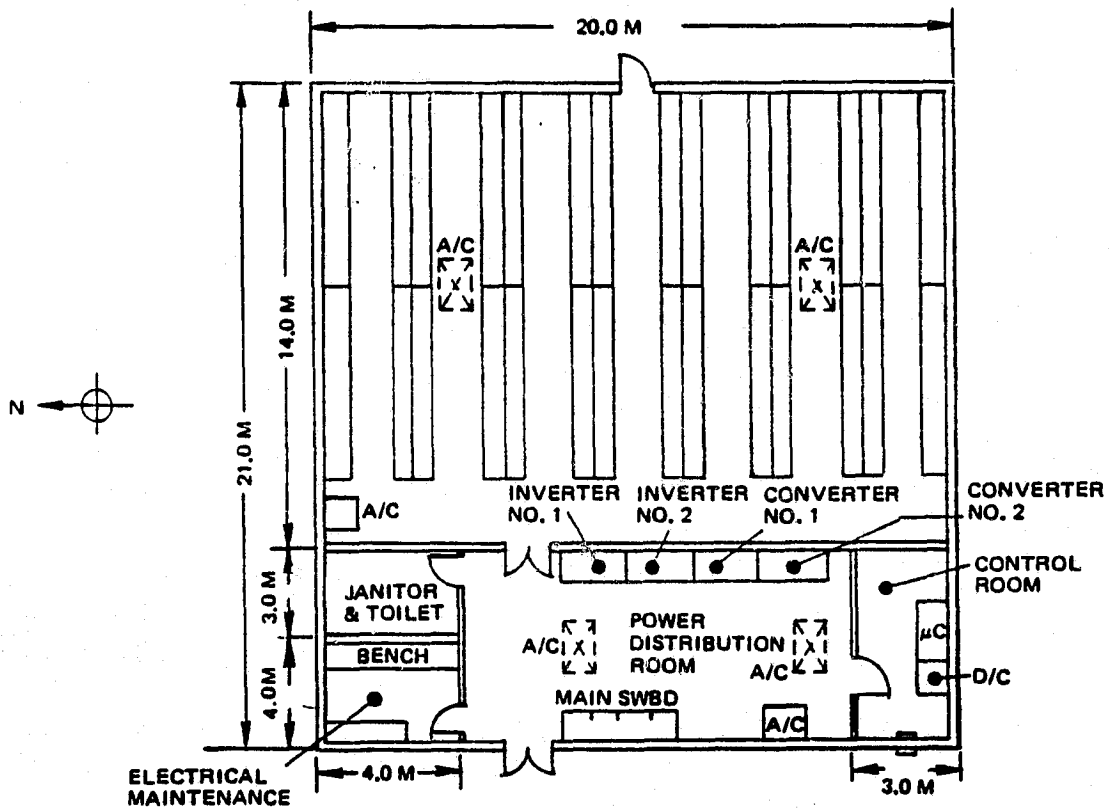 20.0 M
A/C
A/C
14.0 M
21.0 M
N
A/C
INVERTER
NO. 1
INVERTER
NO. 2
CONVERTER
NO. 1
CONVERTER
NO. 2
CONTROL
ROOM
3.0 M
JANITOR
& TOILET
BENCH
4.0M
A/C
POWER
DISTRIBUTION
ROOM
A/C
μC
D/C
MAIN SWBD
A/C
4.0 M
3.0 M
ELECTRICAL
MAINTENANCE